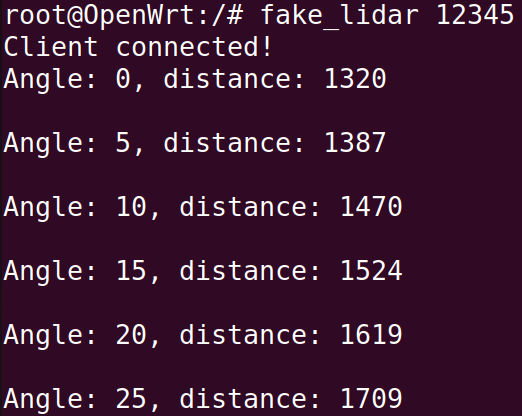 root@OpenWrt:/# fake_lidar 12345
Client connected!
Angle: 0, distance: 1320
Angle: 5, distance: 1387
Angle: 10, distance: 1470
Angle: 15, distance: 1524
Angle: 20, distance: 1619
Angle: 25, distance: 1709